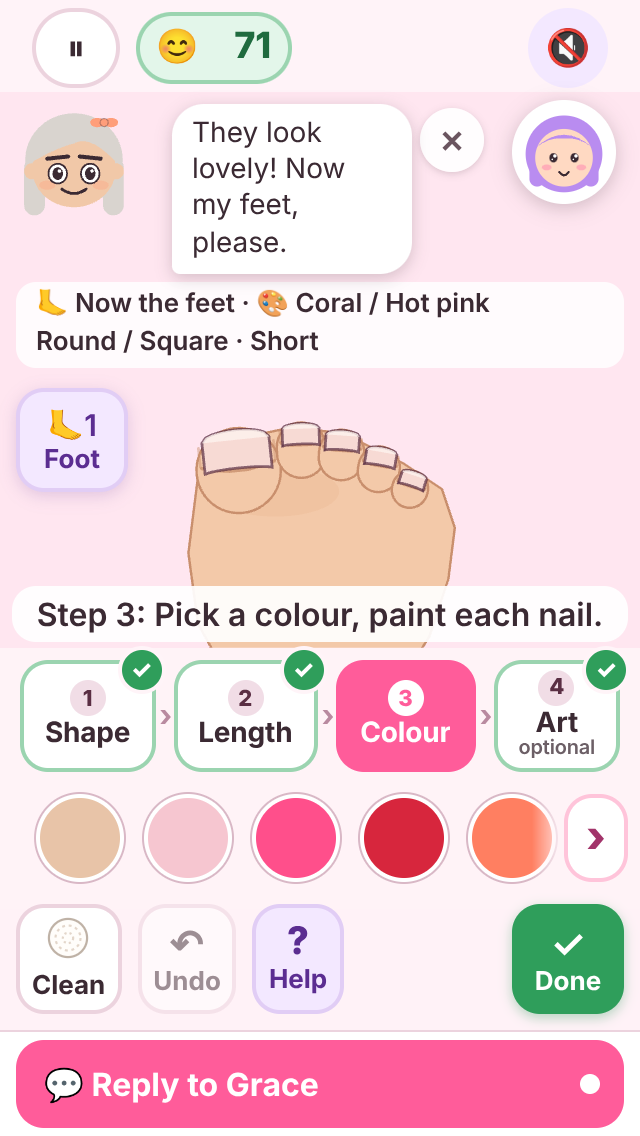 71
They look
lovely! Now
my feet,
please.
Now the feet · Coral / Hot pink
Round / Square · Short
1
Foot
Step 3: Pick a colour, paint each nail.
1
Shape
2
Length
3
Colour
4
Art
optional
Clean
Undo
?
Help
Done
Reply to Grace